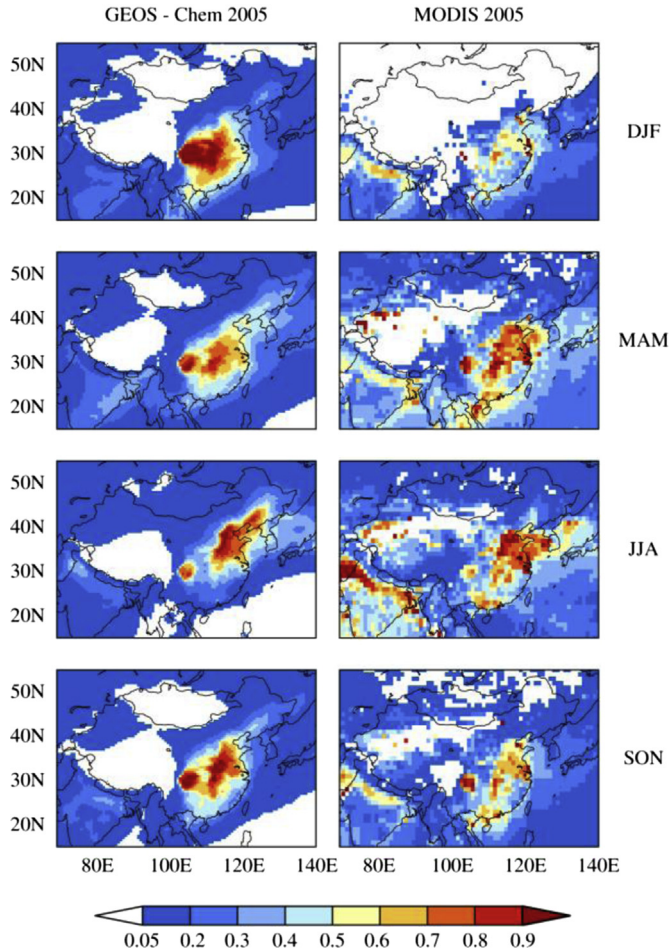 GEOS - Chem 2005 MODIS 2005
50N
40N
30N
20N
DJF
50N
40N
30N
20N
MAM
50N
40N
30N
20N
JJA
50N
40N
30N
20N
SON
80E 100E 120E 140E 80E 100E 120E 140E
0.05 0.2 0.3 0.4 0.5 0.6 0.7 0.8 0.9